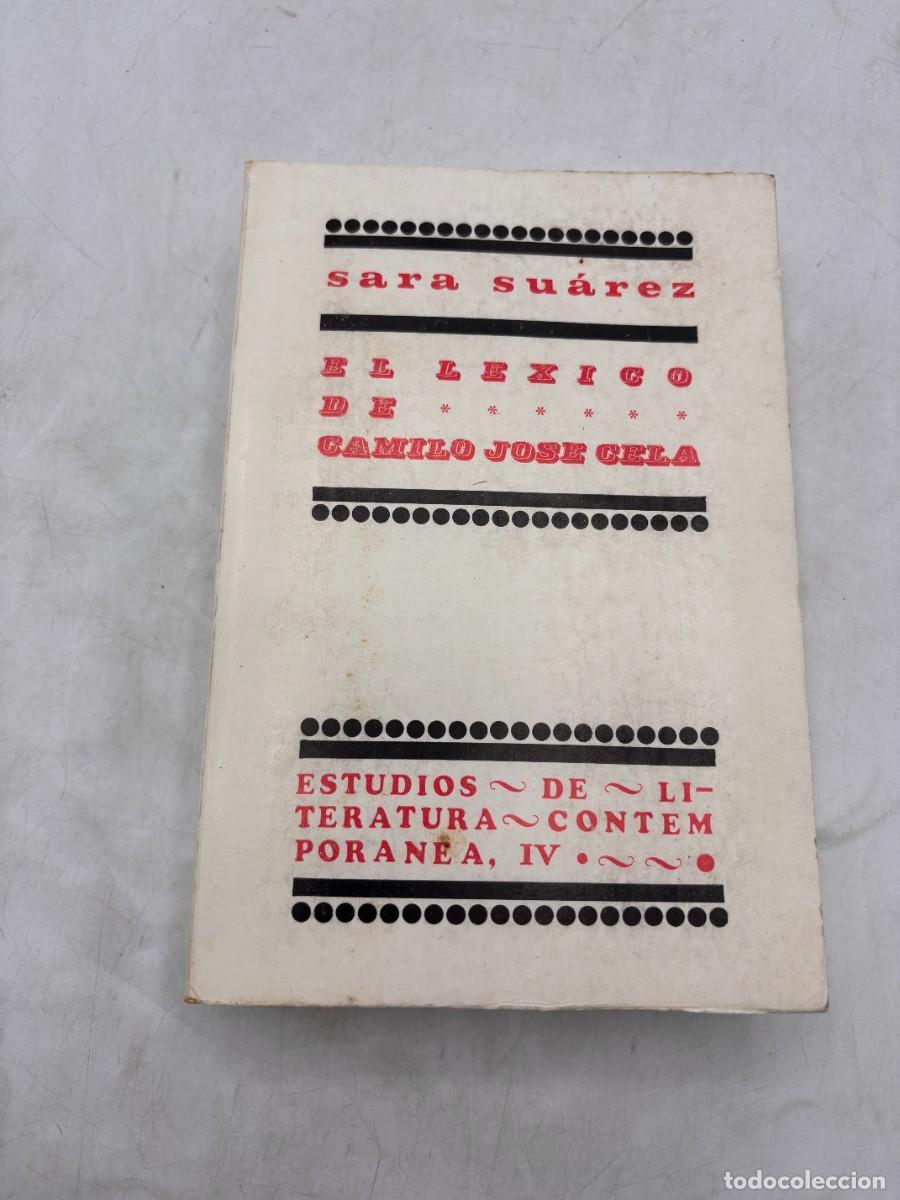 sara suárez
EL LEXICO
DE * * * * * *
CAMILO JOSE CELA
ESTUDIOS ~ DE ~ LI-
TERATURA ~ CONTEM
PORANEA, IV • ~ ~ •
todocoleccion